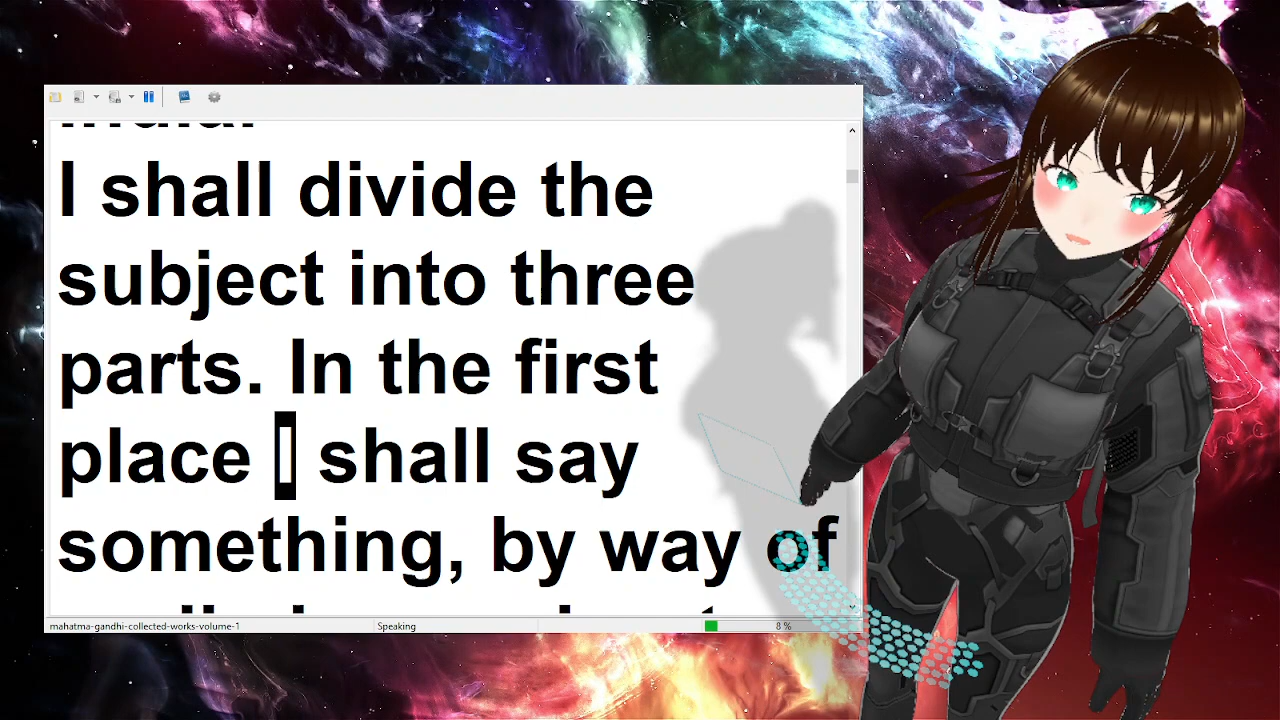 India.
I shall divide the
subject into three
parts. In the first
place I shall say
something, by way of
mahatma-gandhi-collected-works-volume-1
Speaking
8 %